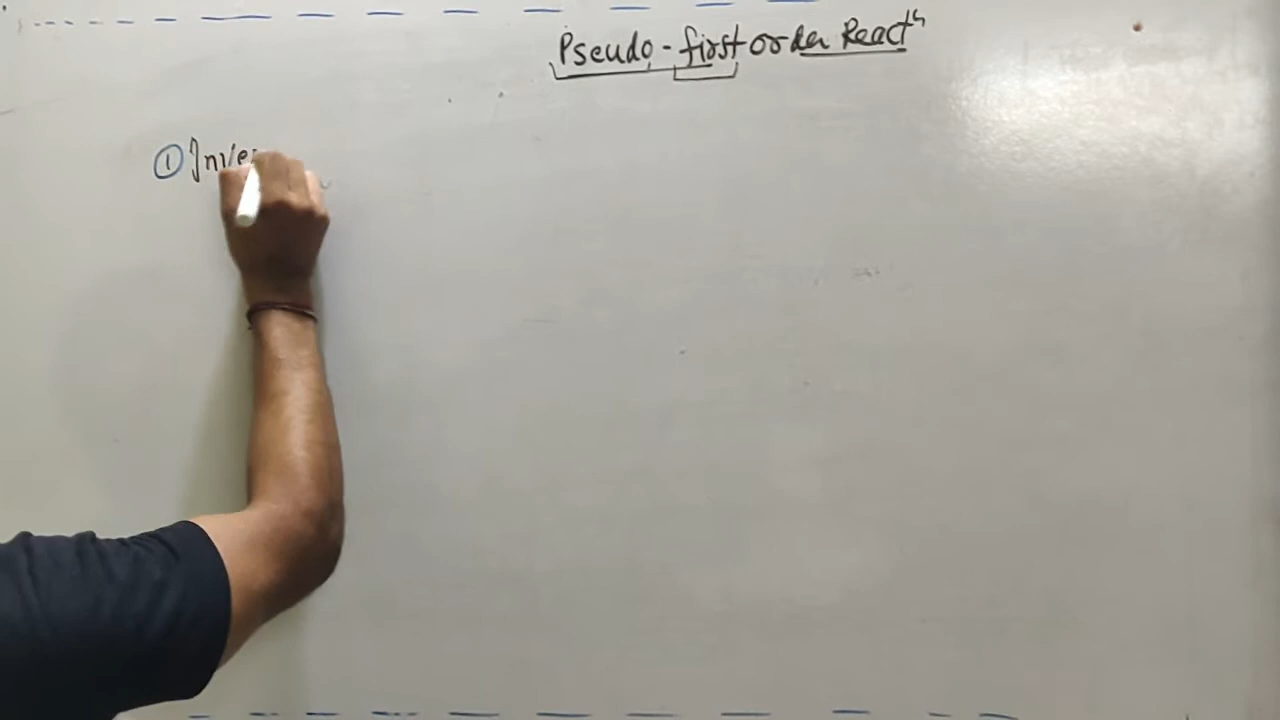 Pseudo - first order Reactn
① Inver